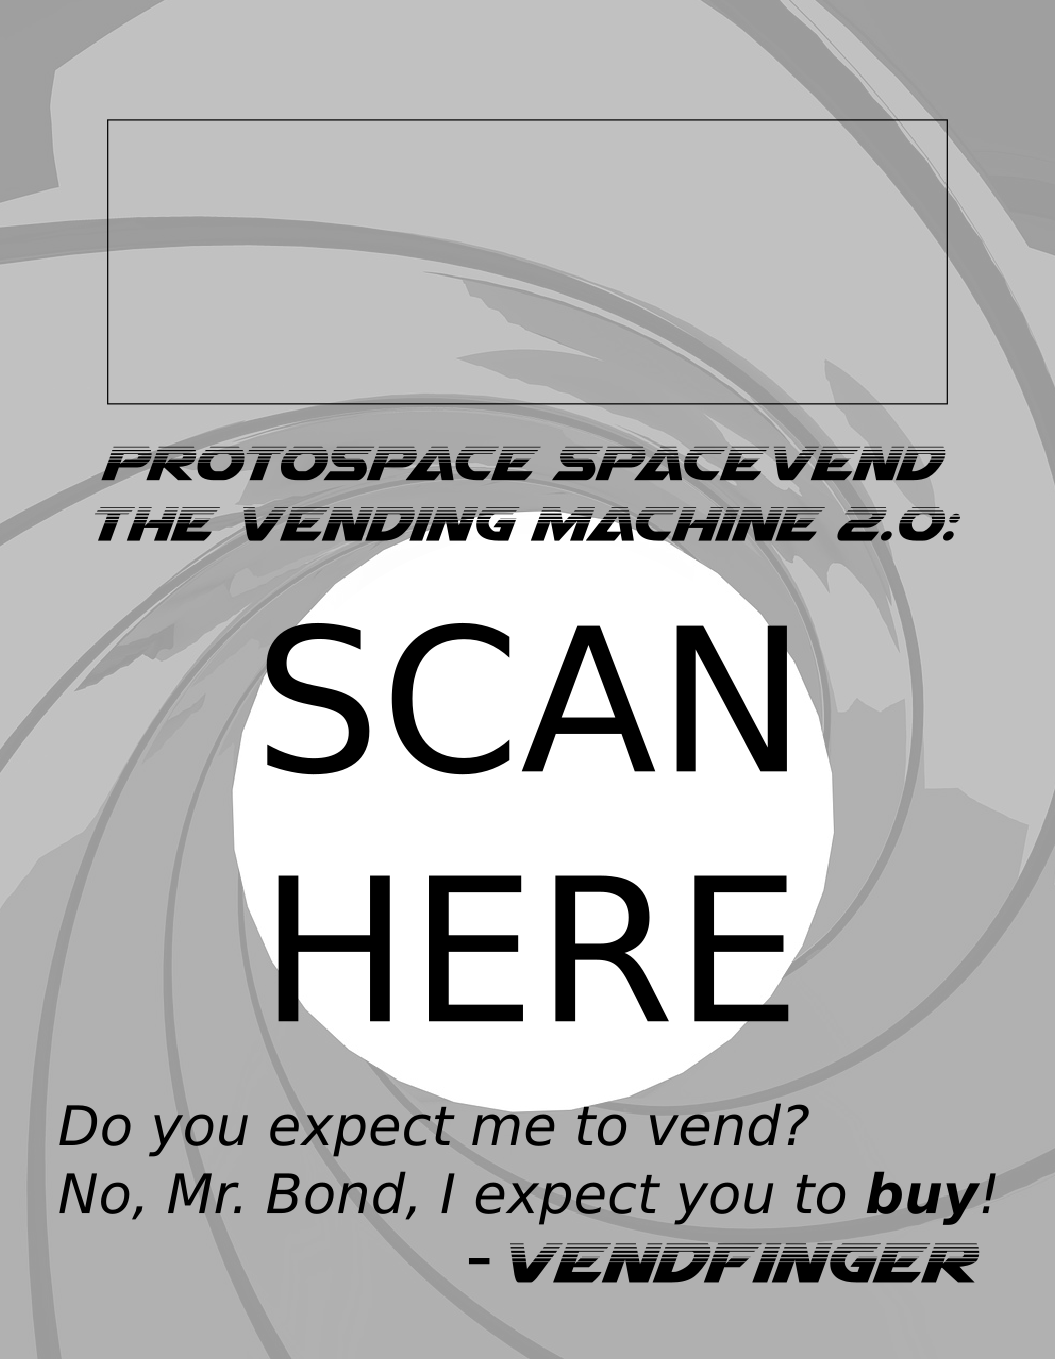 PROTOSPACE SPACEVEND
THE VENDING MACHINE 2.0:
SCAN
HERE
Do you expect me to vend?
No, Mr. Bond, I expect you to buy!
- VENDFINGER